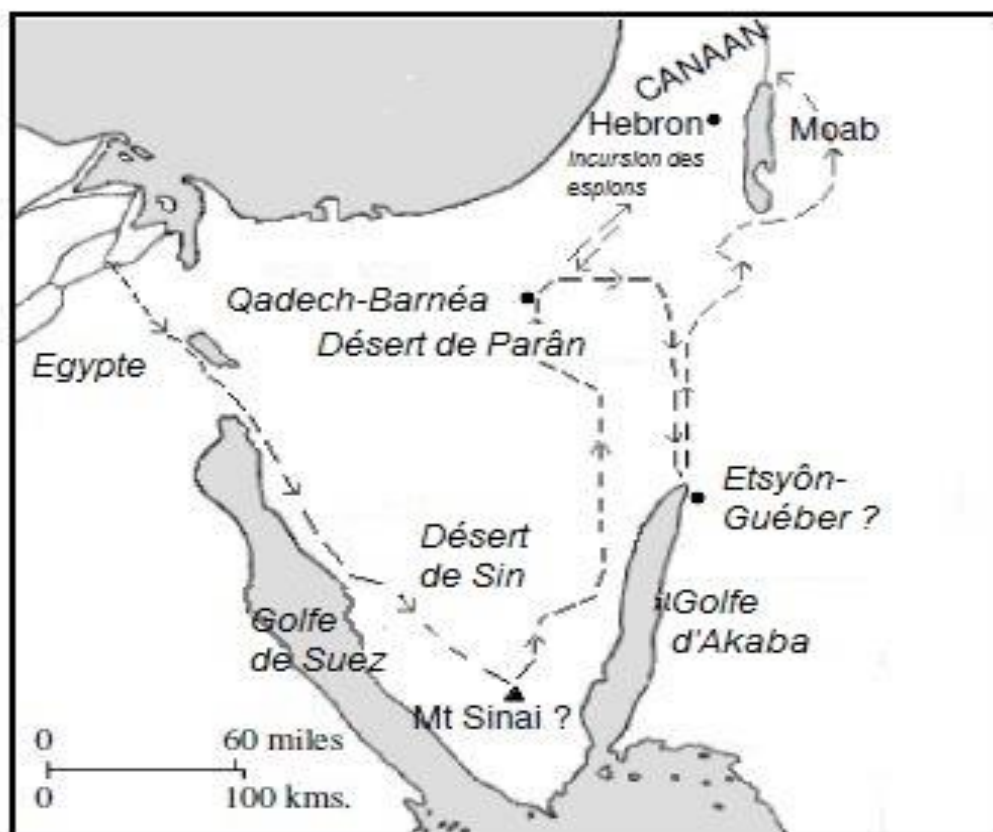 CANAAN
Hebron
Moab
Incursion des
espions
Qadech-Barnéa
Désert de Parân
Egypte
Etsyôn-
Guéber ?
Désert
de Sin
Golfe
d'Akaba
Golfe
de Suez
Mt Sinai ?
0 60 miles
0 100 kms.